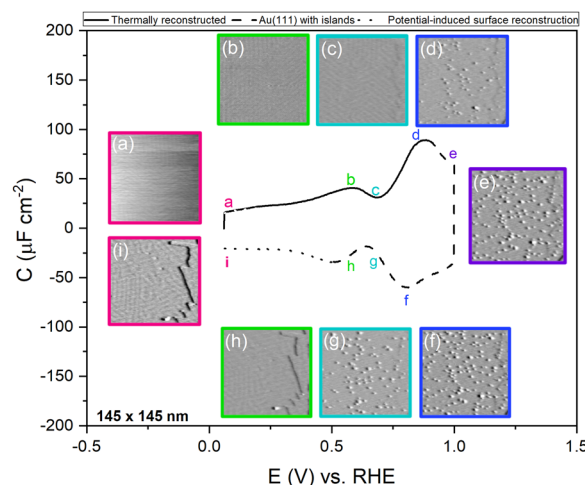 Thermally reconstructed Au(111) with islands Potential-induced surface reconstruction
200
150
100
50
0
-50
-100
-150
-200
C (µF cm⁻²)
(a)
(b)
(c)
(d)
(e)
(f)
(g)
(h)
(i)
a
b
c
d
e
f
g
h
i
145 x 145 nm
-0.5 0.0 0.5 1.0 1.5
E (V) vs. RHE